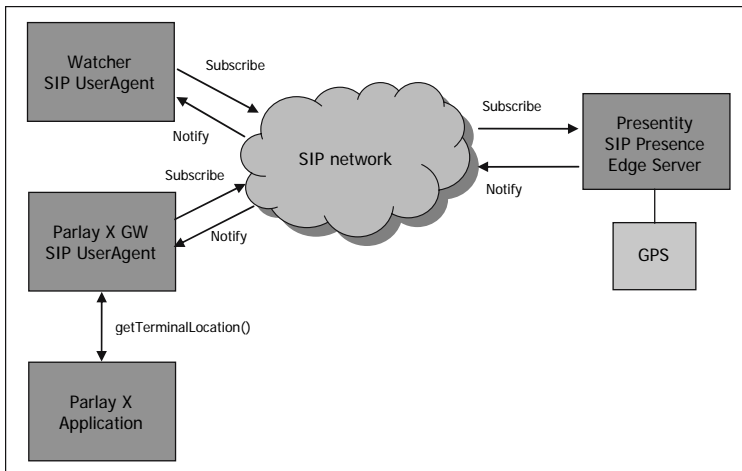 Watcher
SIP UserAgent
Subscribe
Notify
Subscribe
Notify
SIP network
Subscribe
Notify
Presentity
SIP Presence
Edge Server
GPS
Parlay X GW
SIP UserAgent
getTerminalLocation()
Parlay X
Application